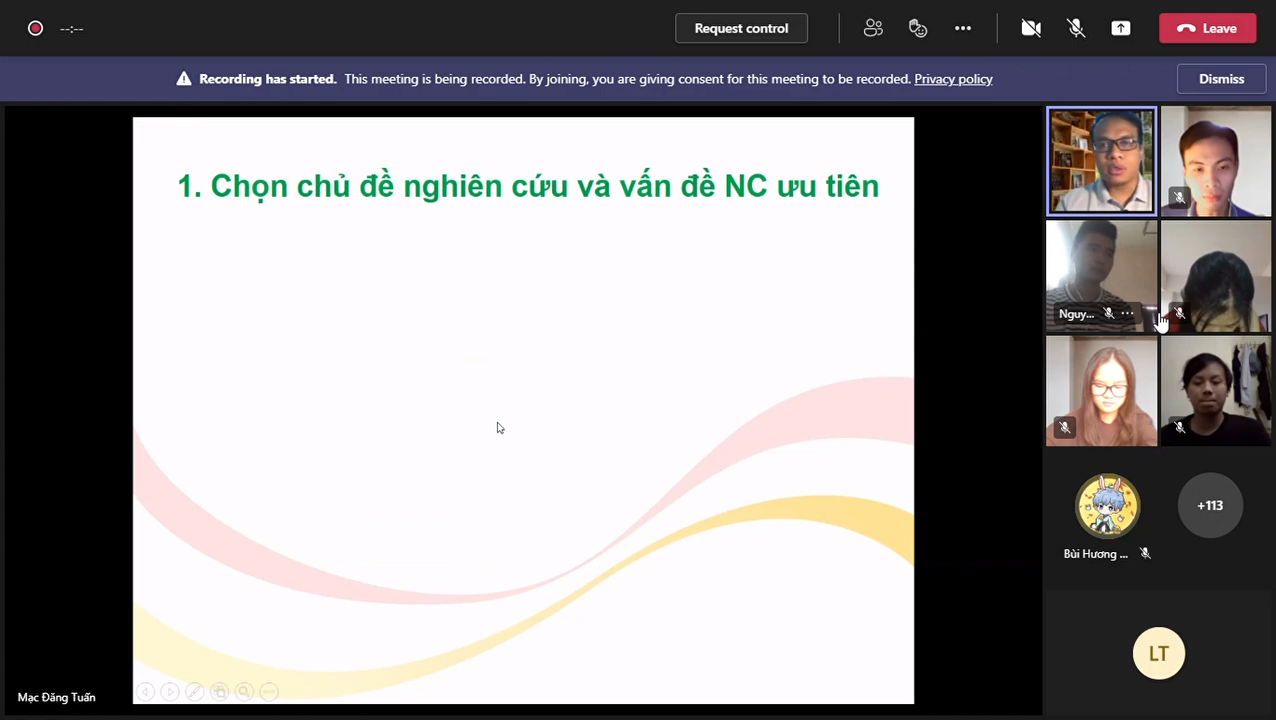 --:--
Request control
Leave
Recording has started. This meeting is being recorded. By joining, you are giving consent for this meeting to be recorded. Privacy policy
Dismiss
1. Chọn chủ đề nghiên cứu và vấn đề NC ưu tiên
Nguy...
+113
Bùi Hương ...
LT
Mạc Đăng Tuấn